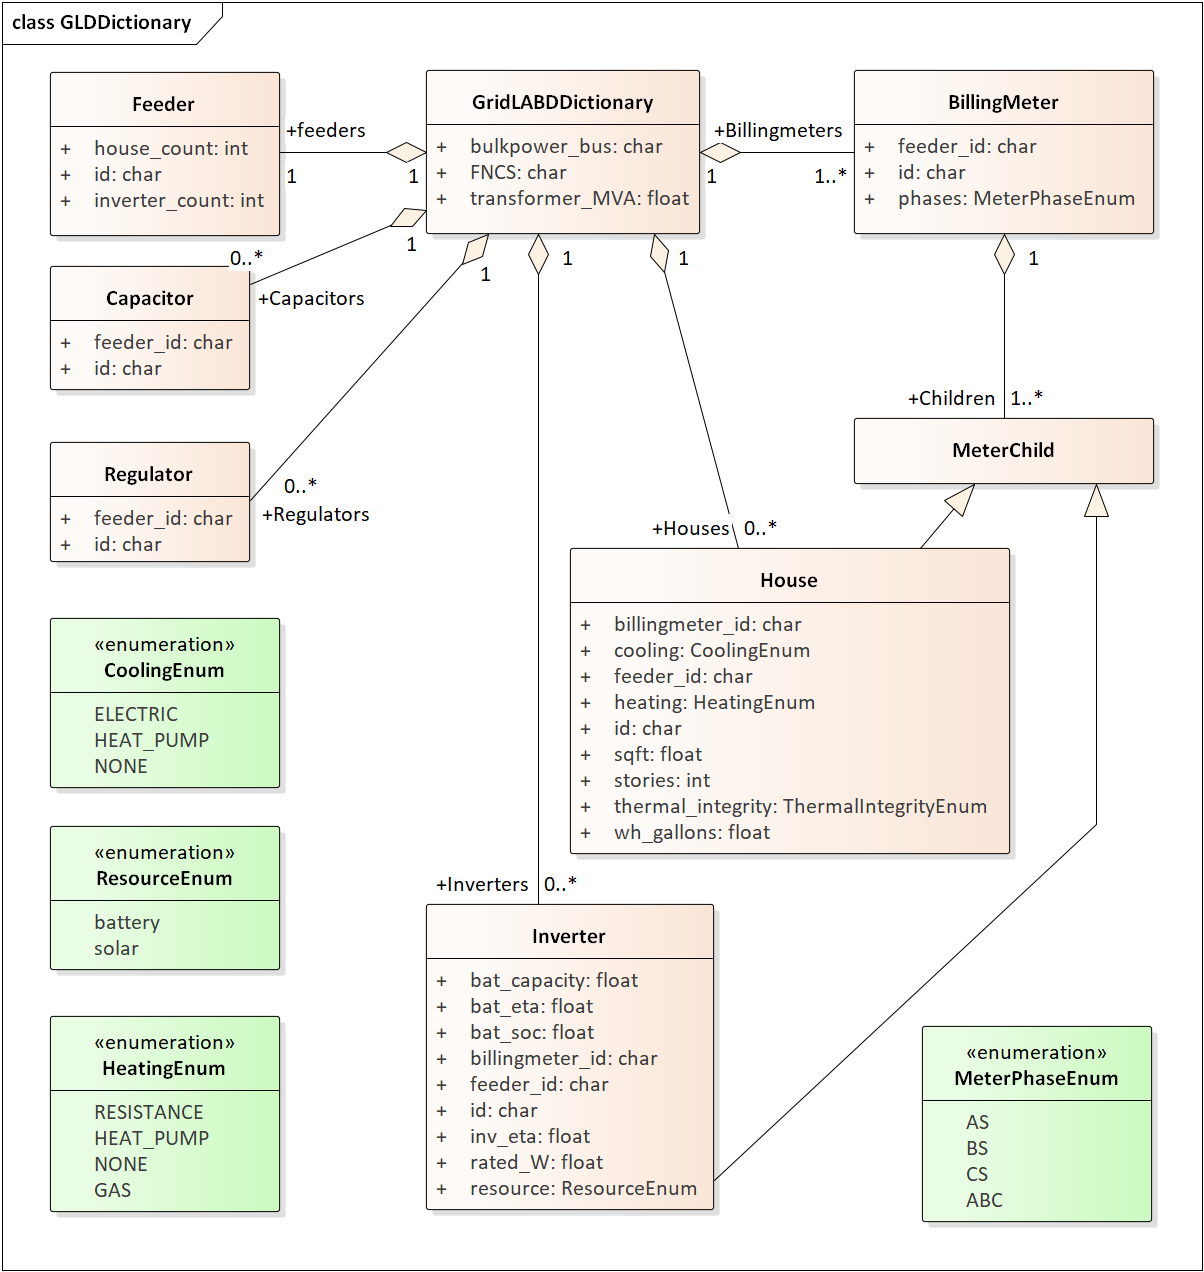 class GLDDictionary
Feeder
+ house_count: int
+ id: char
+ inverter_count: int
+feeders
1
1
GridLABDDictionary
+ bulkpower_bus: char
+ FNCS: char
+ transformer_MVA: float
+Billingmeters
1
1..*
BillingMeter
+ feeder_id: char
+ id: char
+ phases: MeterPhaseEnum
1
0..*
+Capacitors
Capacitor
+ feeder_id: char
+ id: char
1
0..*
+Regulators
Regulator
+ feeder_id: char
+ id: char
1
1
1
+Children
1..*
MeterChild
+Houses
0..*
House
+ billingmeter_id: char
+ cooling: CoolingEnum
+ feeder_id: char
+ heating: HeatingEnum
+ id: char
+ sqft: float
+ stories: int
+ thermal_integrity: ThermalIntegrityEnum
+ wh_gallons: float
«enumeration»
CoolingEnum
ELECTRIC
HEAT_PUMP
NONE
«enumeration»
ResourceEnum
battery
solar
«enumeration»
HeatingEnum
RESISTANCE
HEAT_PUMP
NONE
GAS
+Inverters
0..*
Inverter
+ bat_capacity: float
+ bat_eta: float
+ bat_soc: float
+ billingmeter_id: char
+ feeder_id: char
+ id: char
+ inv_eta: float
+ rated_W: float
+ resource: ResourceEnum
«enumeration»
MeterPhaseEnum
AS
BS
CS
ABC